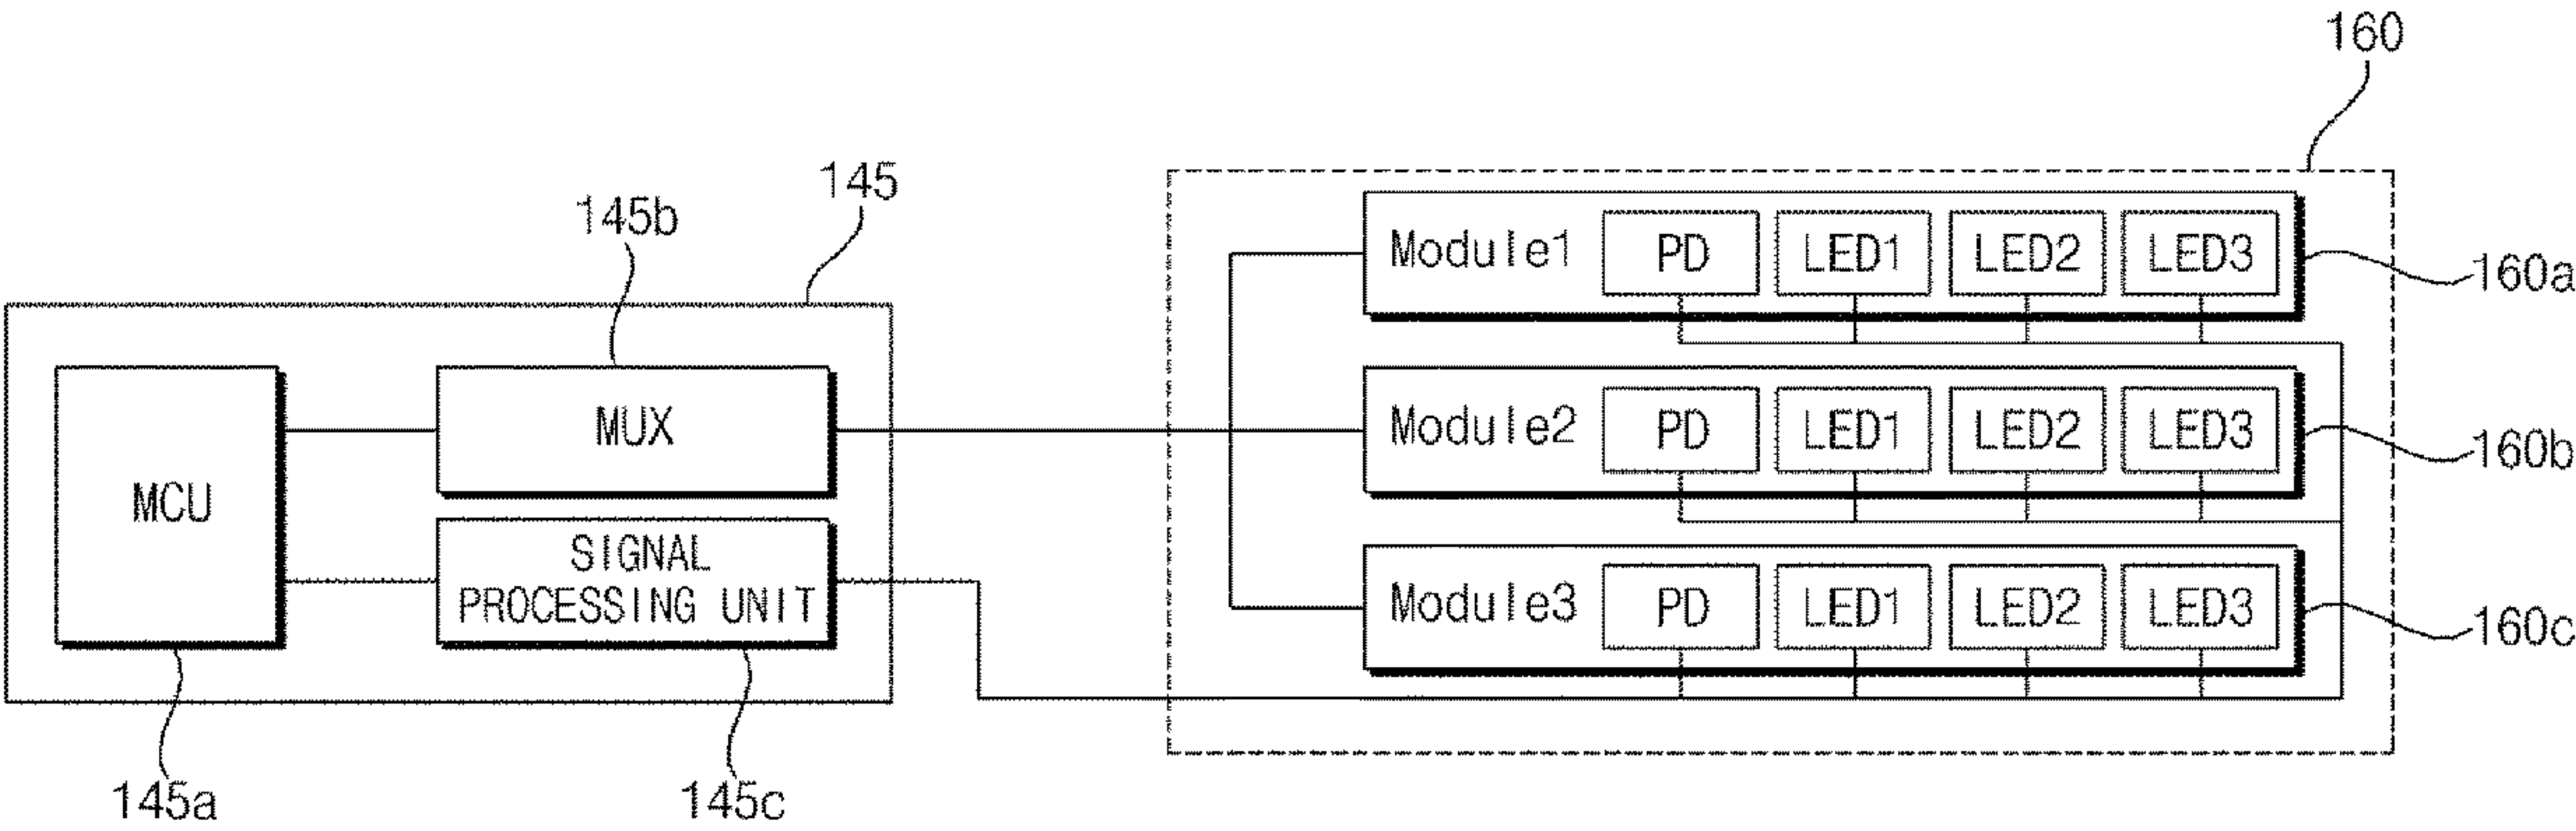 160
145
145b
Module1 PD LED1 LED2 LED3
160a
MUX
Module2 PD LED1 LED2 LED3
160b
MCU
SIGNAL
PROCESSING UNIT
Module3 PD LED1 LED2 LED3
160c
145a
145c